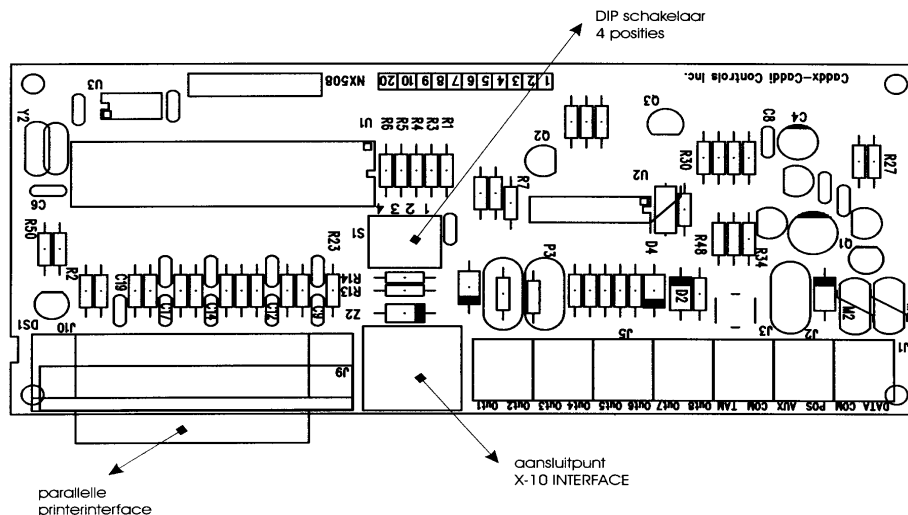 DIP schakelaar
4 posities
U3
NX508
20 10 9 8 7 6 5 4 3 2 1
Caddx-Caddi Controls Inc.
Y2
U1
R6
R5
R4
R3
R1
Q2
Q3
C8
C4
R30
R27
C6
4 3 2 1
R7
U2
R50
S1
R23
P3
D4
R48
R34
Q1
R2
C19
R14
R13
D2
DS1
C17
C14
C12
C9
Z2
J10
J5
J3
J2
M2
J1
J9
Out1
Out2
Out3
Out4
Out5
Out6
Out7
Out8
TAM
COM
AUX
POS
COM
DATA
aansluitpunt
X-10 INTERFACE
parallelle
printerinterface